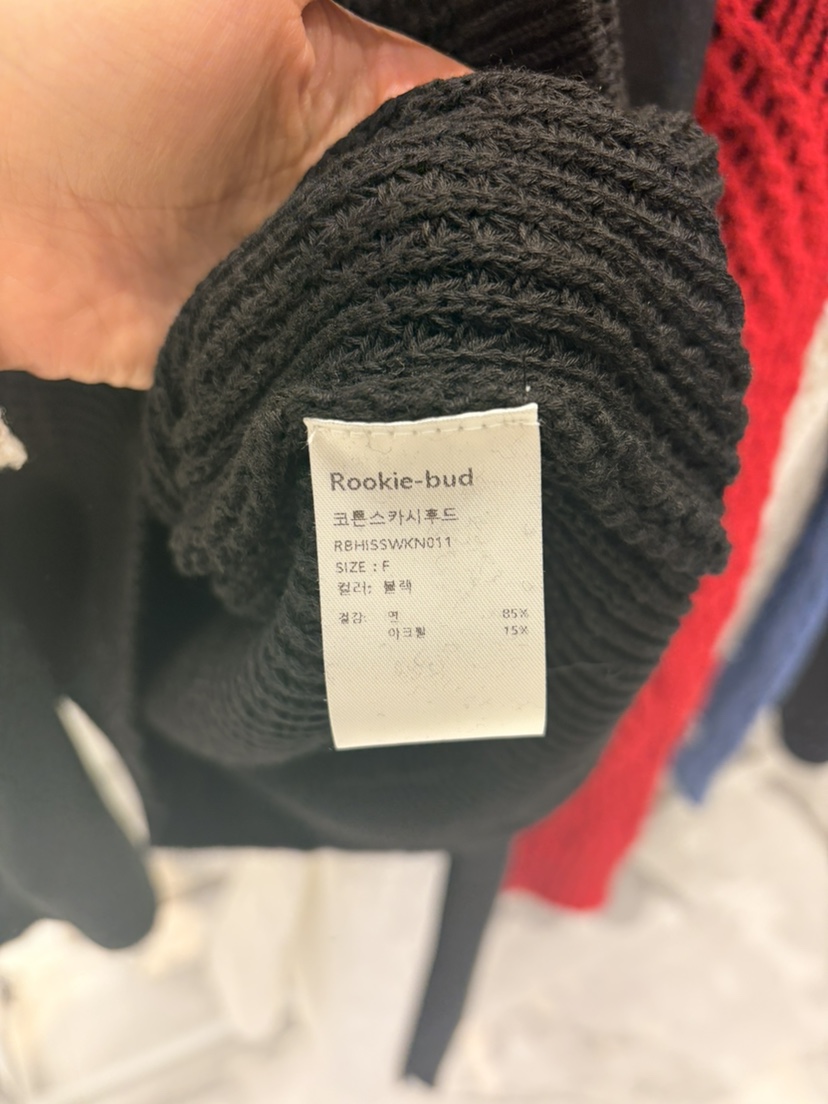 Rookie-bud
코튼스카시후드
RBHISSWKN011
SIZE : F
컬러: 블랙
겉감: 면 85%
아크릴 15%